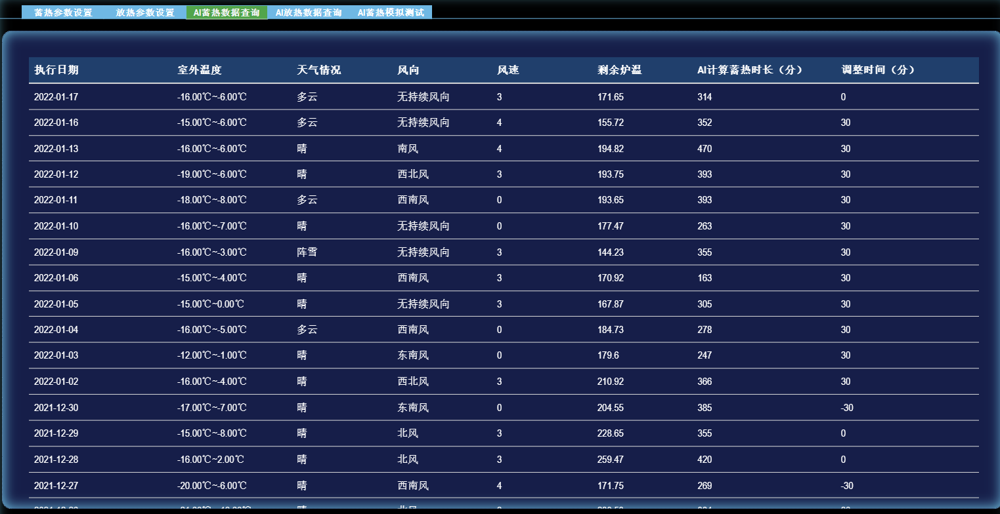 蓄热参数设置 放热参数设置 AI蓄热数据查询 AI放热数据查询 AI蓄热模拟测试
执行日期 室外温度 天气情况 风向 风速 剩余炉温 AI计算蓄热时长（分） 调整时间（分）
2022-01-17 -16.00℃~-6.00℃ 多云 无持续风向 3 171.65 314 0
2022-01-16 -15.00℃~-6.00℃ 多云 无持续风向 4 155.72 352 30
2022-01-13 -16.00℃~-6.00℃ 晴 南风 4 194.82 470 30
2022-01-12 -19.00℃~-6.00℃ 晴 西北风 3 193.75 393 30
2022-01-11 -18.00℃~-8.00℃ 多云 西南风 0 193.65 393 30
2022-01-10 -16.00℃~-7.00℃ 晴 无持续风向 0 177.47 263 30
2022-01-09 -16.00℃~-3.00℃ 阵雪 无持续风向 3 144.23 355 30
2022-01-06 -15.00℃~-4.00℃ 晴 西南风 3 170.92 163 30
2022-01-05 -15.00℃~0.00℃ 晴 无持续风向 3 167.87 305 30
2022-01-04 -16.00℃~-5.00℃ 多云 西南风 0 184.73 278 30
2022-01-03 -12.00℃~-1.00℃ 晴 东南风 0 179.6 247 30
2022-01-02 -16.00℃~-4.00℃ 晴 西北风 3 210.92 366 30
2021-12-30 -17.00℃~-7.00℃ 晴 东南风 0 204.55 385 -30
2021-12-29 -15.00℃~-8.00℃ 晴 北风 3 228.65 355 0
2021-12-28 -16.00℃~2.00℃ 晴 北风 3 259.47 420 0
2021-12-27 -20.00℃~-6.00℃ 晴 西南风 4 171.75 269 -30